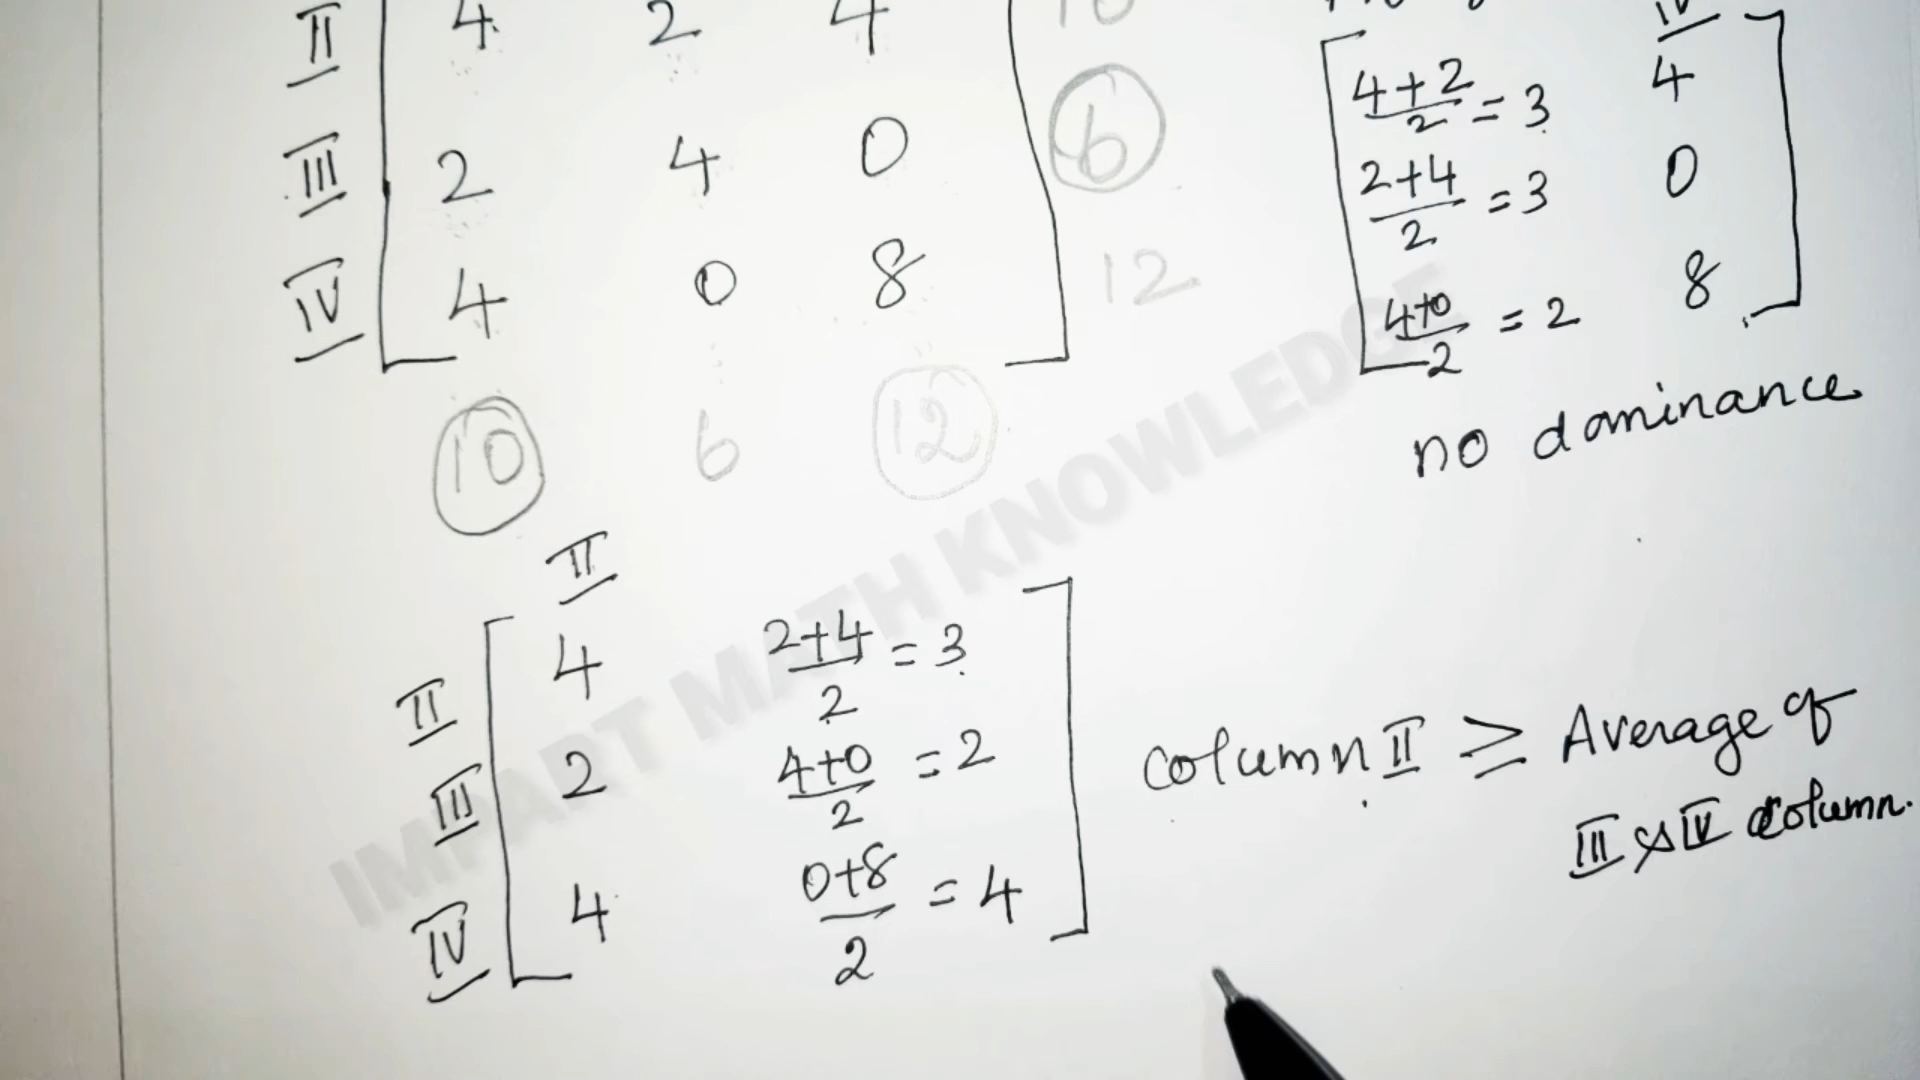 II 4 2 4 10
III 2 4 0 6
IV 4 0 8 12
10 6 12
IV
4+2/2 = 3 4
2+4/2 = 3 0
4+0/2 = 2 8
no dominance
II
II 4 2+4/2 = 3
III 2 4+0/2 = 2
IV 4 0+8/2 = 4
column II ≥ Average of
III & IV column.
IMPART MATH KNOWLEDGE